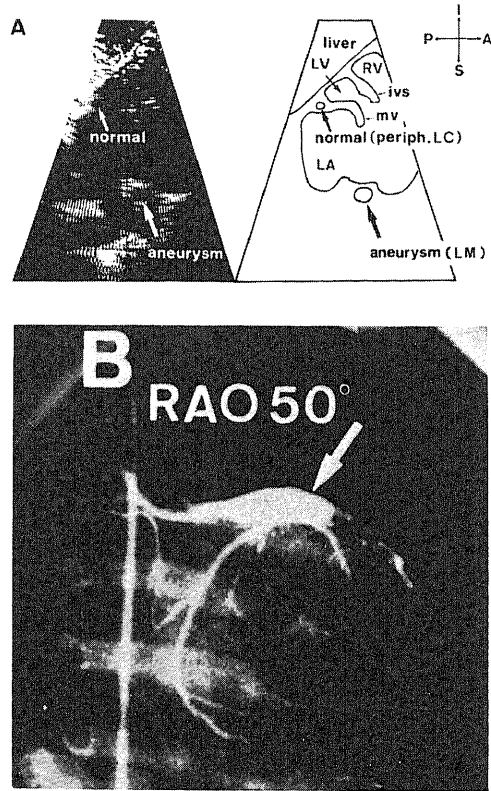 A
normal
aneurysm
I
P A
S
liver
LV
RV
ivs
mv
normal (periph. LC)
LA
aneurysm (LM)
B
RAO 50°